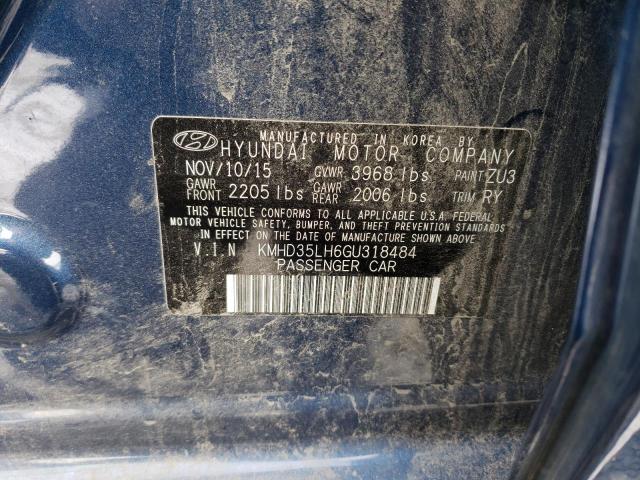 MANUFACTURED IN KOREA BY
HYUNDAI MOTOR COMPANY
NOV/10/15 GVWR 3968 lbs PAINT ZU3
GAWR FRONT 2205 lbs GAWR REAR 2006 lbs TRIM RY
THIS VEHICLE CONFORMS TO ALL APPLICABLE U.S.A FEDERAL
MOTOR VEHICLE SAFETY, BUMPER, AND THEFT PREVENTION STANDARDS
IN EFFECT ON THE DATE OF MANUFACTURE SHOWN ABOVE.
V.I.N KMHD35LH6GU318484
PASSENGER CAR